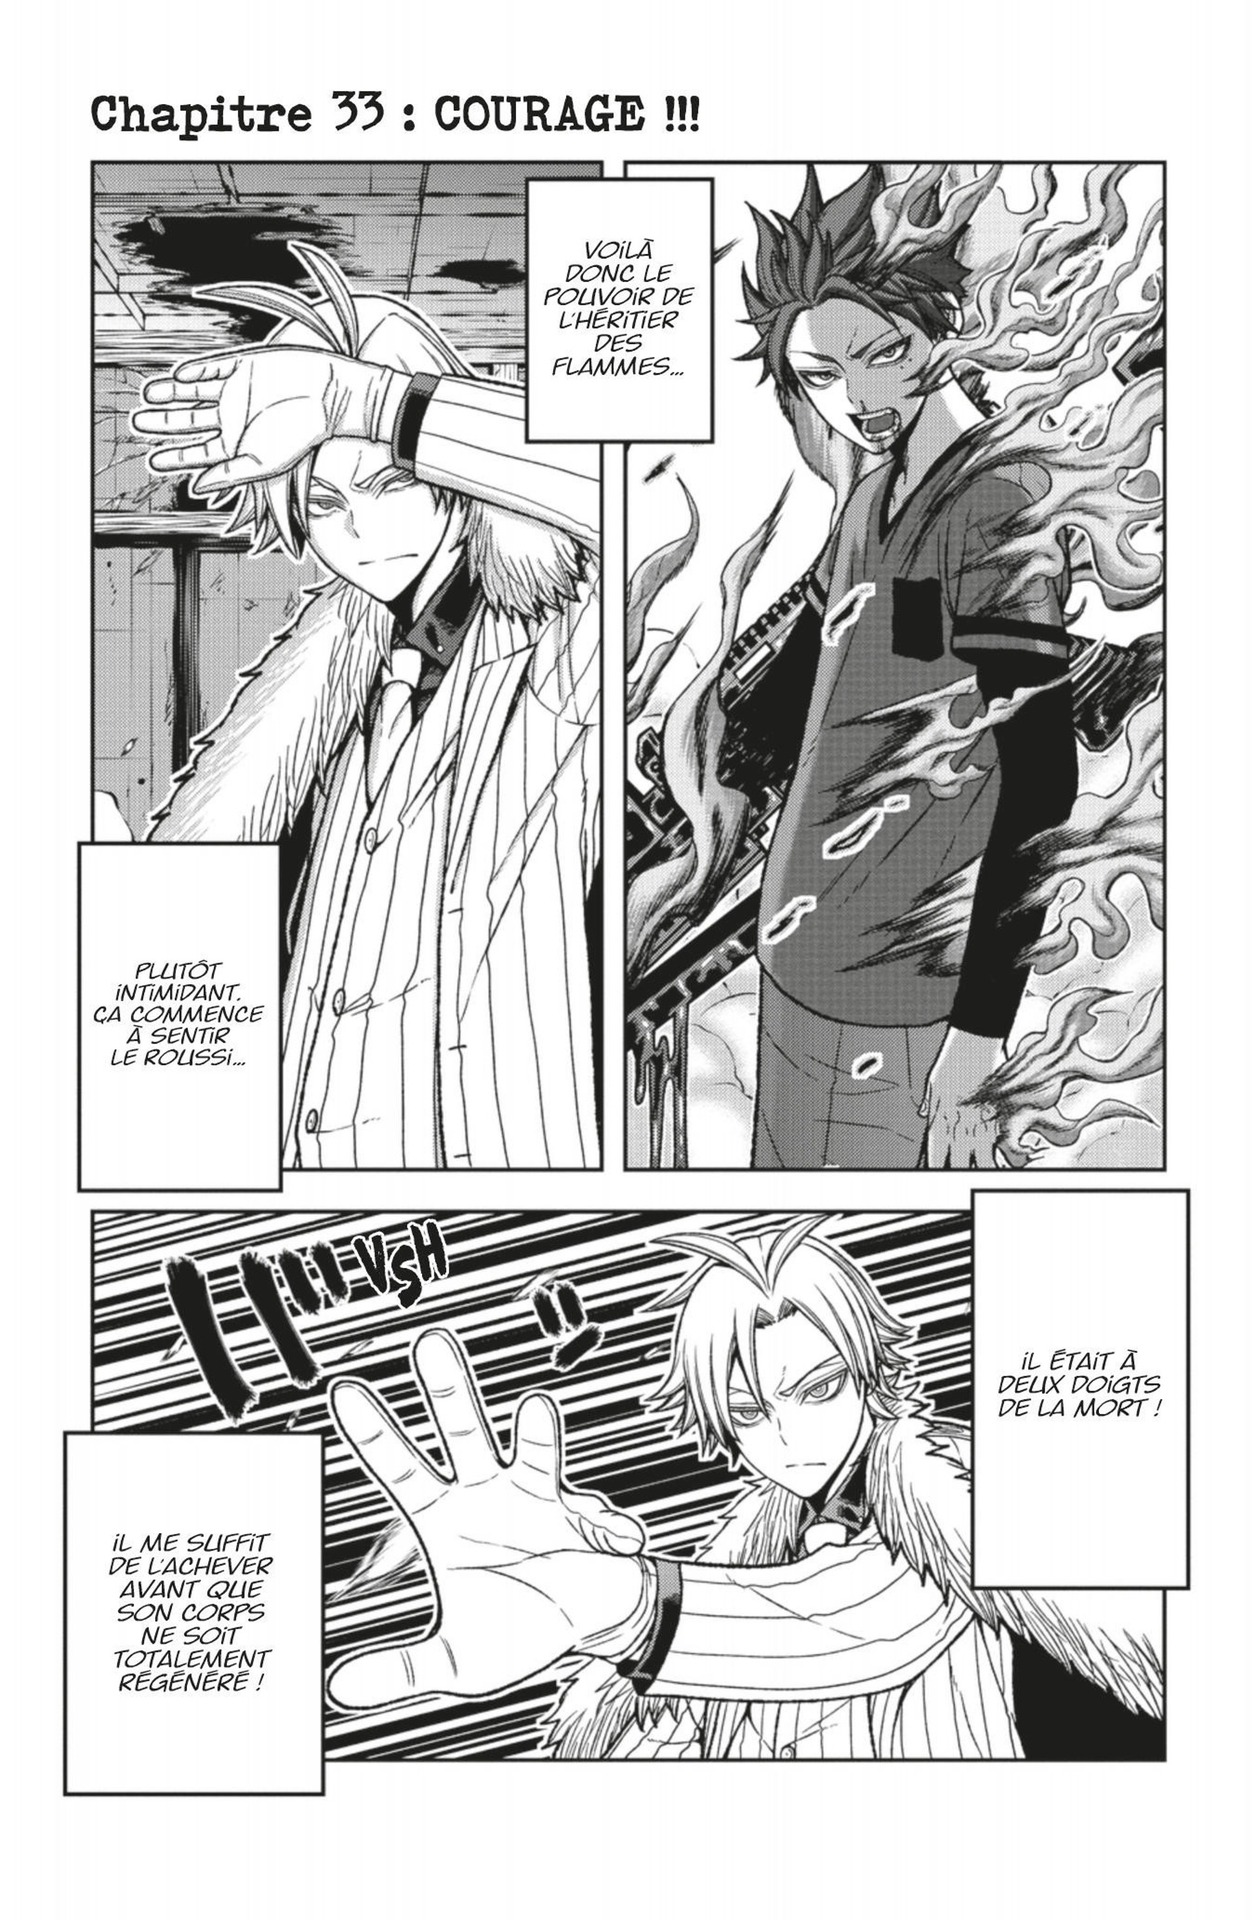 Chapitre 33 : COURAGE !!!
VOILÀ
DONC LE
POUVOIR DE
L'HÉRITIER
DES
FLAMMES...
PLUTÔT
INTIMIDANT.
ÇA COMMENCE
À SENTIR
LE ROUSSI...
VSH
IL ÉTAIT À
DEUX DOIGTS
DE LA MORT !
IL ME SUFFIT
DE L'ACHEVER
AVANT QUE
SON CORPS
NE SOIT
TOTALEMENT
RÉGÉNÉRÉ !